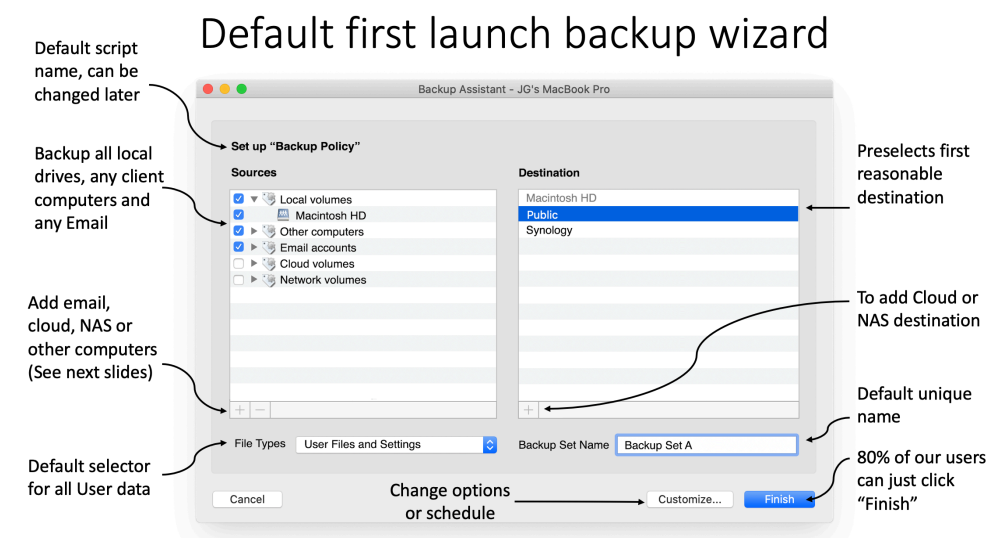 Default first launch backup wizard
Default script
name, can be
changed later
Backup Assistant - JG's MacBook Pro
Set up “Backup Policy”
Backup all local
drives, any client
computers and
any Email
Sources
Local volumes
Macintosh HD
Other computers
Email accounts
Cloud volumes
Network volumes
Destination
Macintosh HD
Public
Synology
Preselects first
reasonable
destination
Add email,
cloud, NAS or
other computers
(See next slides)
To add Cloud or
NAS destination
File Types
User Files and Settings
Backup Set Name
Backup Set A
Default unique
name
Default selector
for all User data
Cancel
Change options
or schedule
Customize...
Finish
80% of our users
can just click
“Finish”